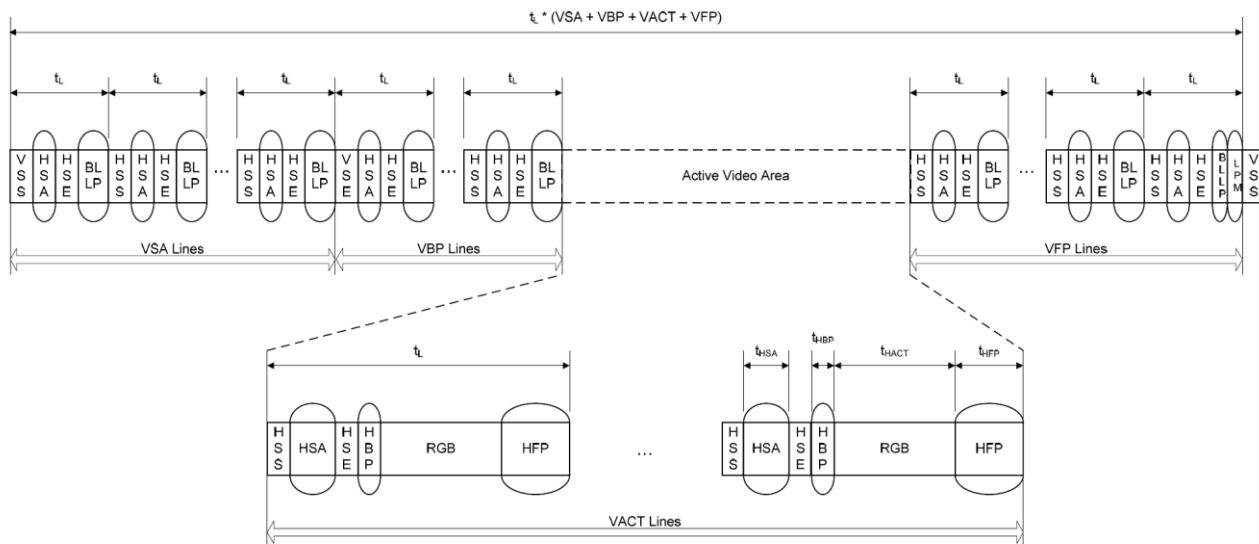 tL * (VSA + VBP + VACT + VFP)
tL tL tL tL tL tL tL tL
VSS HSA HSE BLLP HSS HSA HSE BLLP ... HSS HSA HSE BLLP VSE HSA HSE BLLP ... HSS HSA HSE BLLP Active Video Area HSS HSA HSE BLLP ... HSS HSA HSE BLLP HSS HSA HSE BLLP LPM VSS
VSA Lines VBP Lines VFP Lines
tL tHSA tHBP tHACT tHFP
HSS HSA HSE HBP RGB HFP ... HSS HSA HSE HBP RGB HFP
VACT Lines